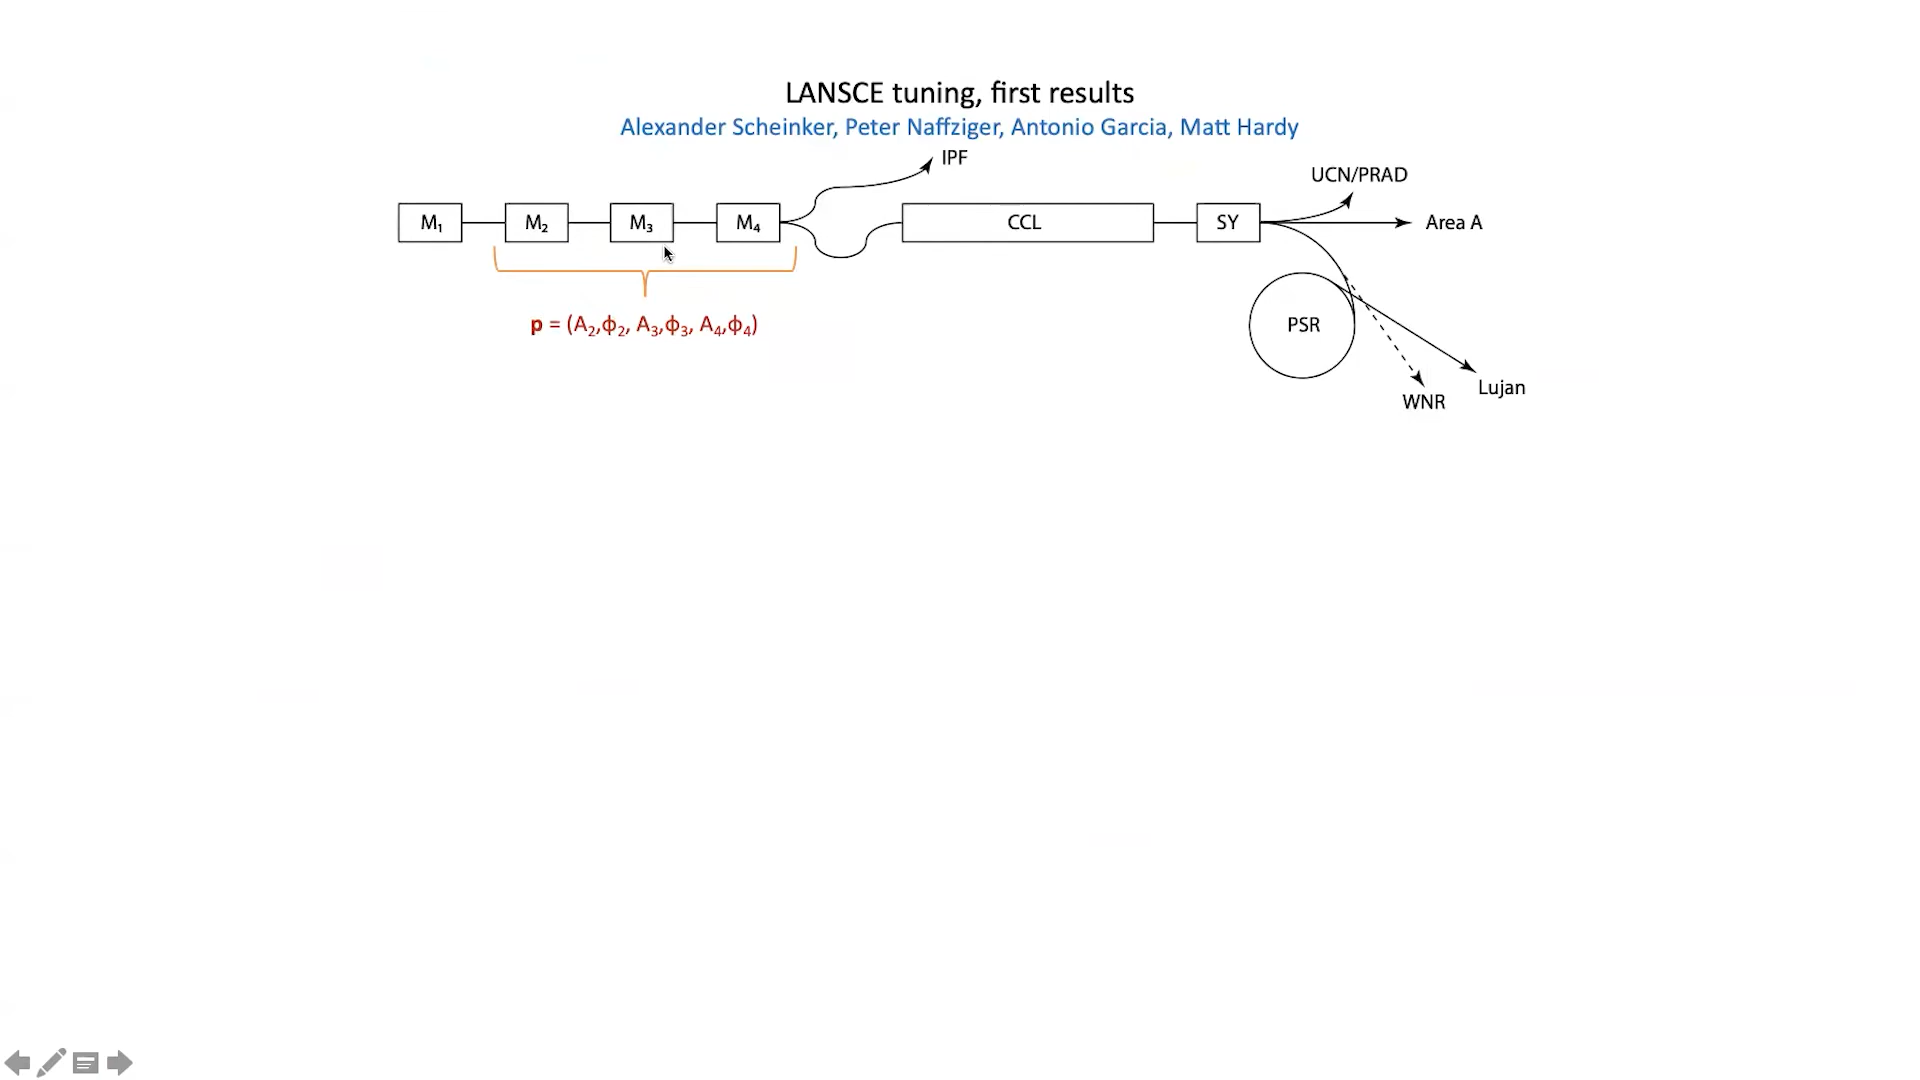 LANSCE tuning, first results
Alexander Scheinker, Peter Naffziger, Antonio Garcia, Matt Hardy
IPF
UCN/PRAD
M₁
M₂
M₃
M₄
CCL
SY
Area A
p = (A₂,ϕ₂, A₃,ϕ₃, A₄,ϕ₄)
PSR
Lujan
WNR